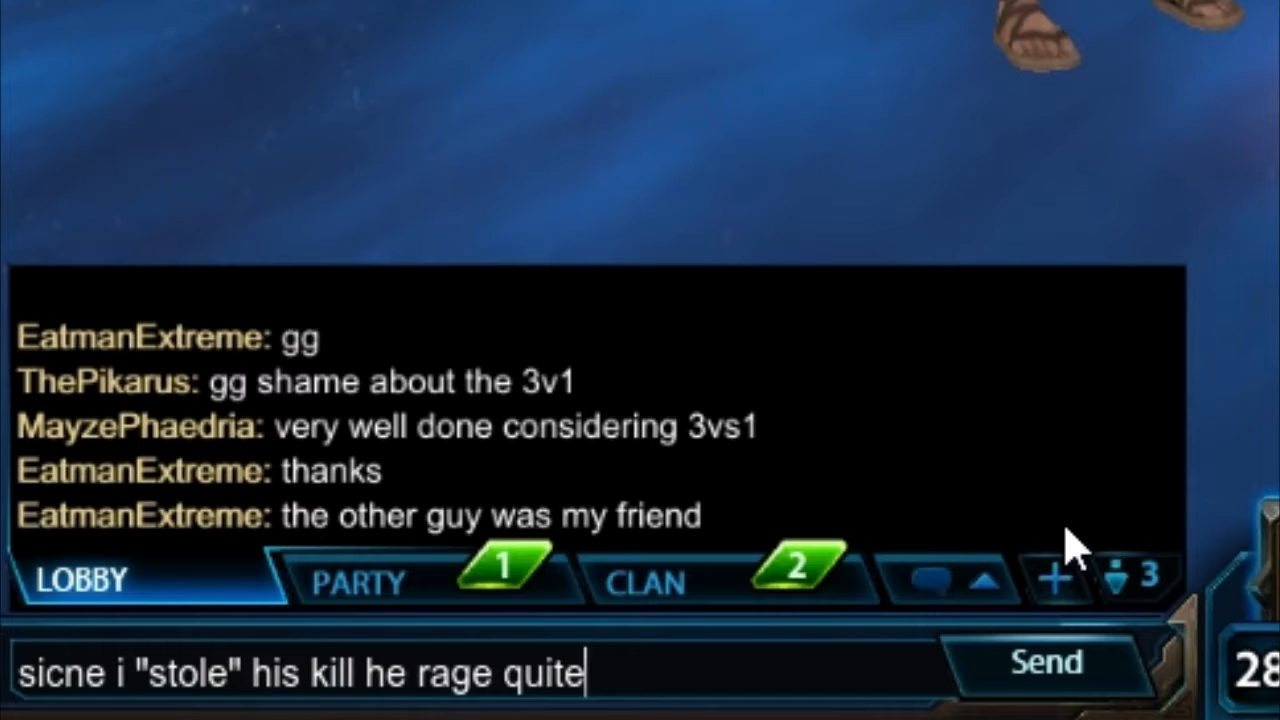 EatmanExtreme: gg
ThePikarus: gg shame about the 3v1
MayzePhaedria: very well done considering 3vs1
EatmanExtreme: thanks
EatmanExtreme: the other guy was my friend
LOBBY PARTY 1 CLAN 2 3
sicne i "stole" his kill he rage quite Send 28